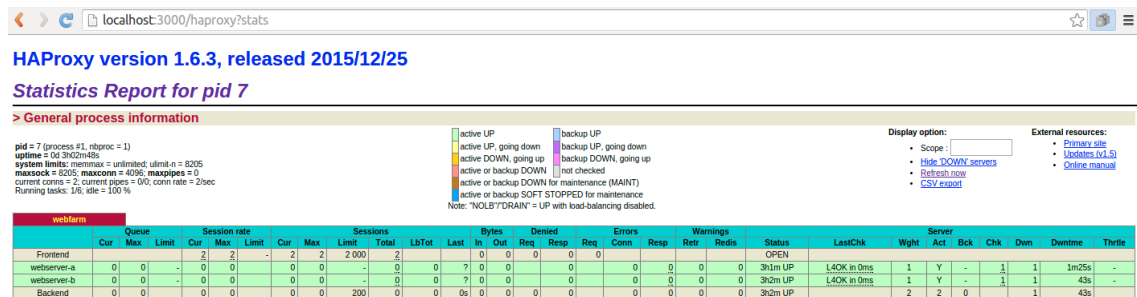 localhost:3000/haproxy?stats
HAProxy version 1.6.3, released 2015/12/25
Statistics Report for pid 7
> General process information
pid = 7 (process #1, nbproc = 1)
uptime = 0d 3h02m48s
system limits: memmax = unlimited; ulimit-n = 8205
maxsock = 8205; maxconn = 4096; maxpipes = 0
current conns = 2; current pipes = 0/0; conn rate = 2/sec
Running tasks: 1/6; idle = 100 %
active UP backup UP
active UP, going down backup UP, going down
active DOWN, going up backup DOWN, going up
active or backup DOWN not checked
active or backup DOWN for maintenance (MAINT)
active or backup SOFT STOPPED for maintenance
Note: "NOLB"/"DRAIN" = UP with load-balancing disabled.
Display option:
• Scope :
• Hide 'DOWN' servers
• Refresh now
• CSV export
External resources:
• Primary site
• Updates (v1.5)
• Online manual
webfarm
Queue Session rate Sessions Bytes Denied Errors Warnings Server
Cur Max Limit Cur Max Limit Cur Max Limit Total LbTot Last In Out Req Resp Req Conn Resp Retr Redis Status LastChk Wght Act Bck Chk Dwn Dwntme Thrtle
Frontend 2 2 - 2 2 2 000 2 0 0 0 0 0 OPEN
webserver-a 0 0 - 0 0 0 0 - 0 0 ? 0 0 0 0 0 0 0 3h1m UP L4OK in 0ms 1 Y - 1 1 1m25s -
webserver-b 0 0 - 0 0 0 0 - 0 0 ? 0 0 0 0 0 0 0 3h2m UP L4OK in 0ms 1 Y - 1 1 43s -
Backend 0 0 0 0 0 0 200 0 0 0s 0 0 0 0 0 0 0 0 3h2m UP 2 2 0 1 43s